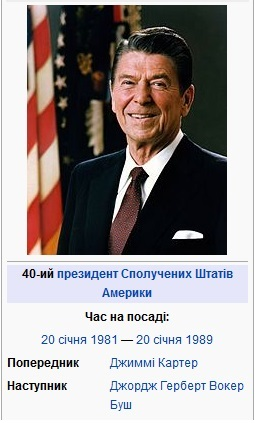 40-ий президент Сполучених Штатів
Америки
Час на посаді:
20 січня 1981 — 20 січня 1989
Попередник Джиммі Картер
Наступник Джордж Герберт Вокер
Буш